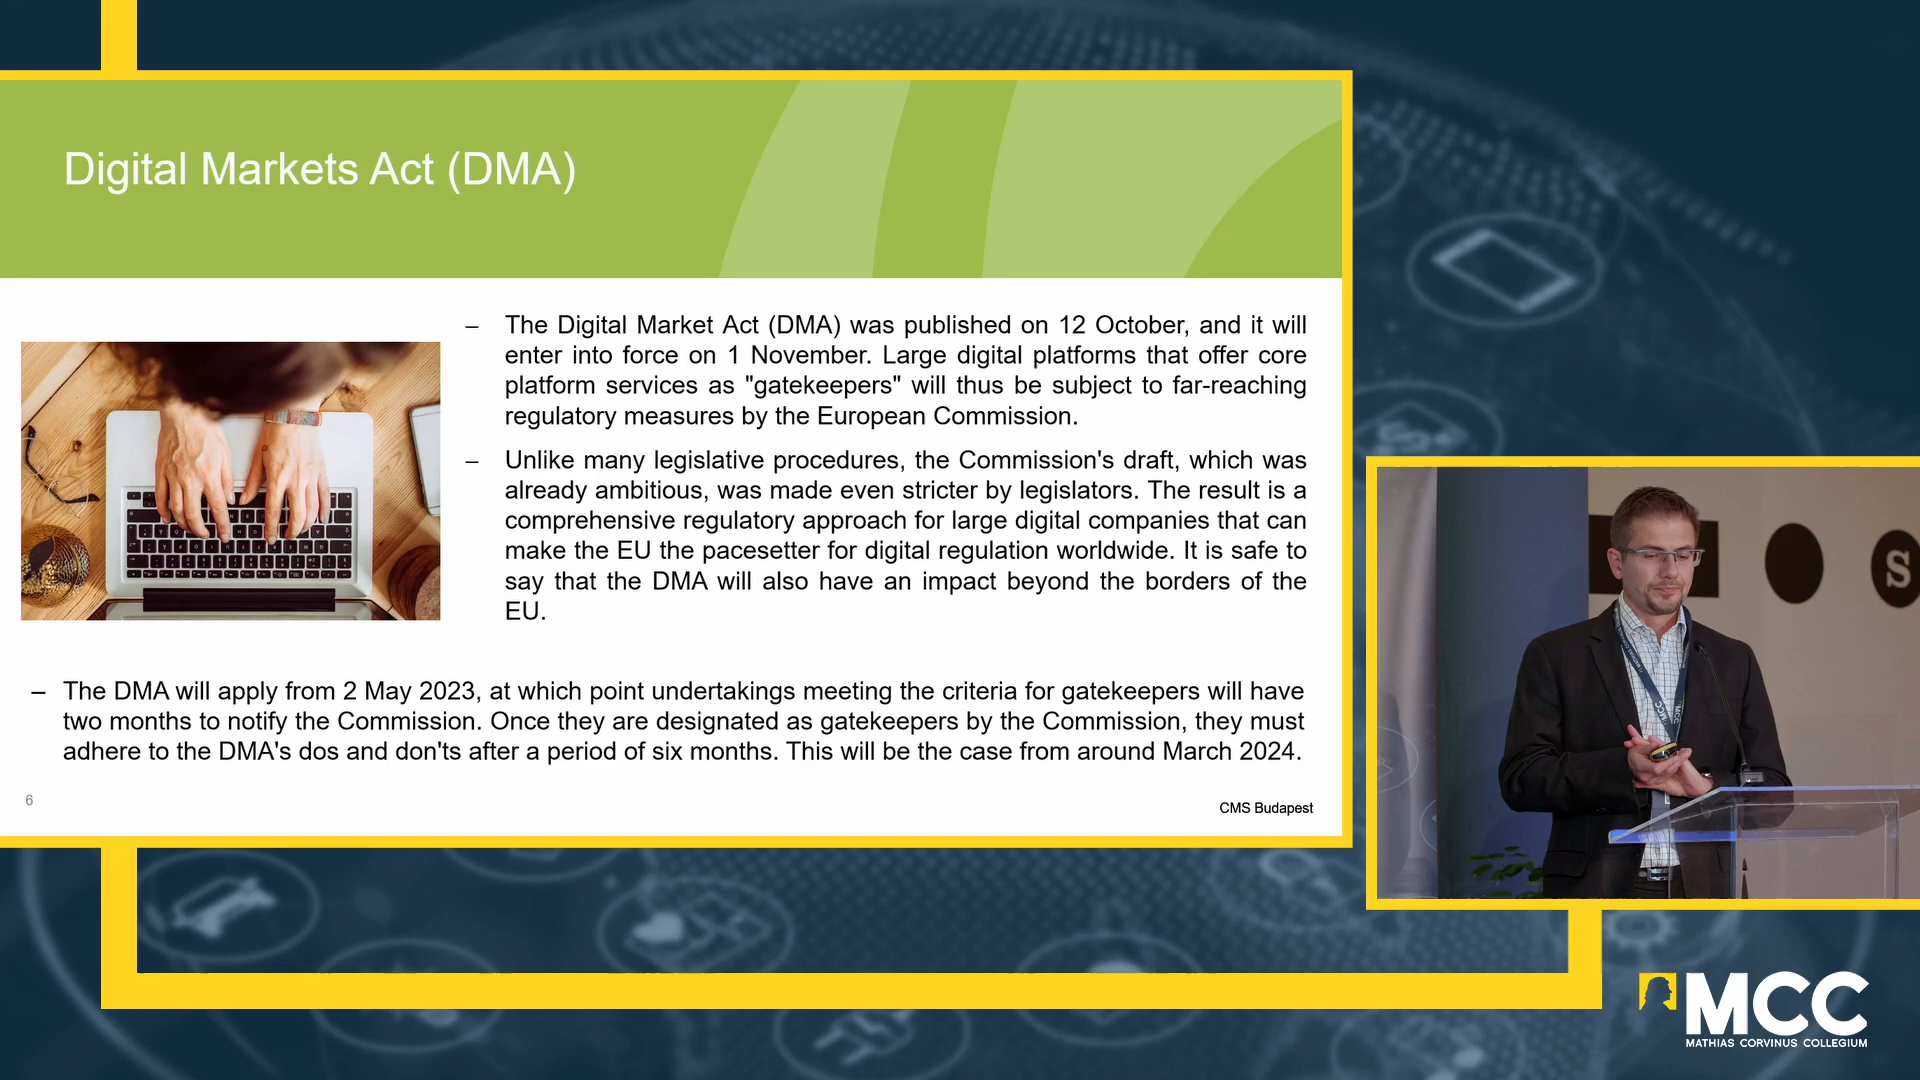 Digital Markets Act (DMA)
– The Digital Market Act (DMA) was published on 12 October, and it will
enter into force on 1 November. Large digital platforms that offer core
platform services as "gatekeepers" will thus be subject to far-reaching
regulatory measures by the European Commission.
– Unlike many legislative procedures, the Commission's draft, which was
already ambitious, was made even stricter by legislators. The result is a
comprehensive regulatory approach for large digital companies that can
make the EU the pacesetter for digital regulation worldwide. It is safe to
say that the DMA will also have an impact beyond the borders of the
EU.
– The DMA will apply from 2 May 2023, at which point undertakings meeting the criteria for gatekeepers will have
two months to notify the Commission. Once they are designated as gatekeepers by the Commission, they must
adhere to the DMA's dos and don'ts after a period of six months. This will be the case from around March 2024.
6
CMS Budapest
S
MCC
MCC
MCC
MATHIAS CORVINUS COLLEGIUM